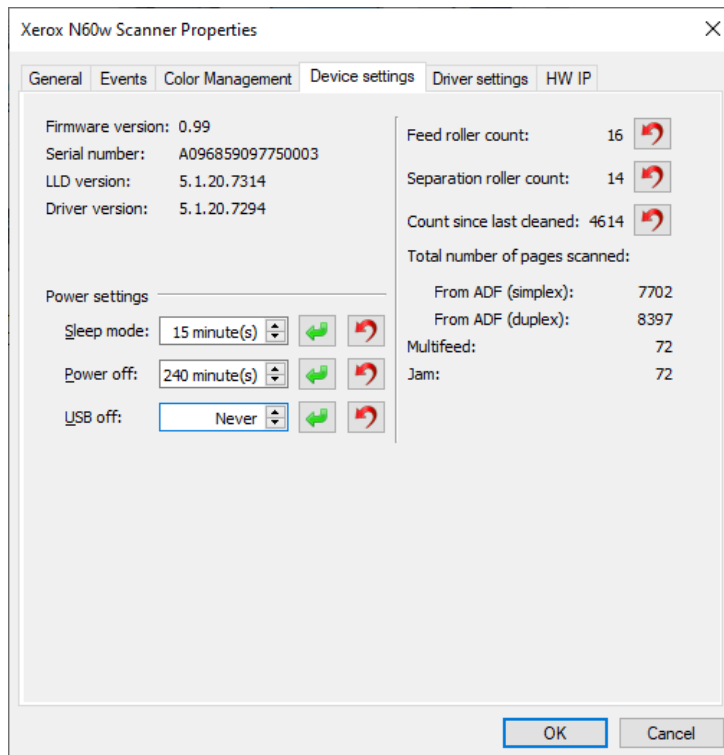 Xerox N60w Scanner Properties
General Events Color Management Device settings Driver settings HW IP
Firmware version: 0.99
Serial number: A096859097750003
LLD version: 5.1.20.7314
Driver version: 5.1.20.7294
Power settings
Sleep mode: 15 minute(s)
Power off: 240 minute(s)
USB off: Never
Feed roller count: 16
Separation roller count: 14
Count since last cleaned: 4614
Total number of pages scanned:
From ADF (simplex): 7702
From ADF (duplex): 8397
Multifeed: 72
Jam: 72
OK Cancel